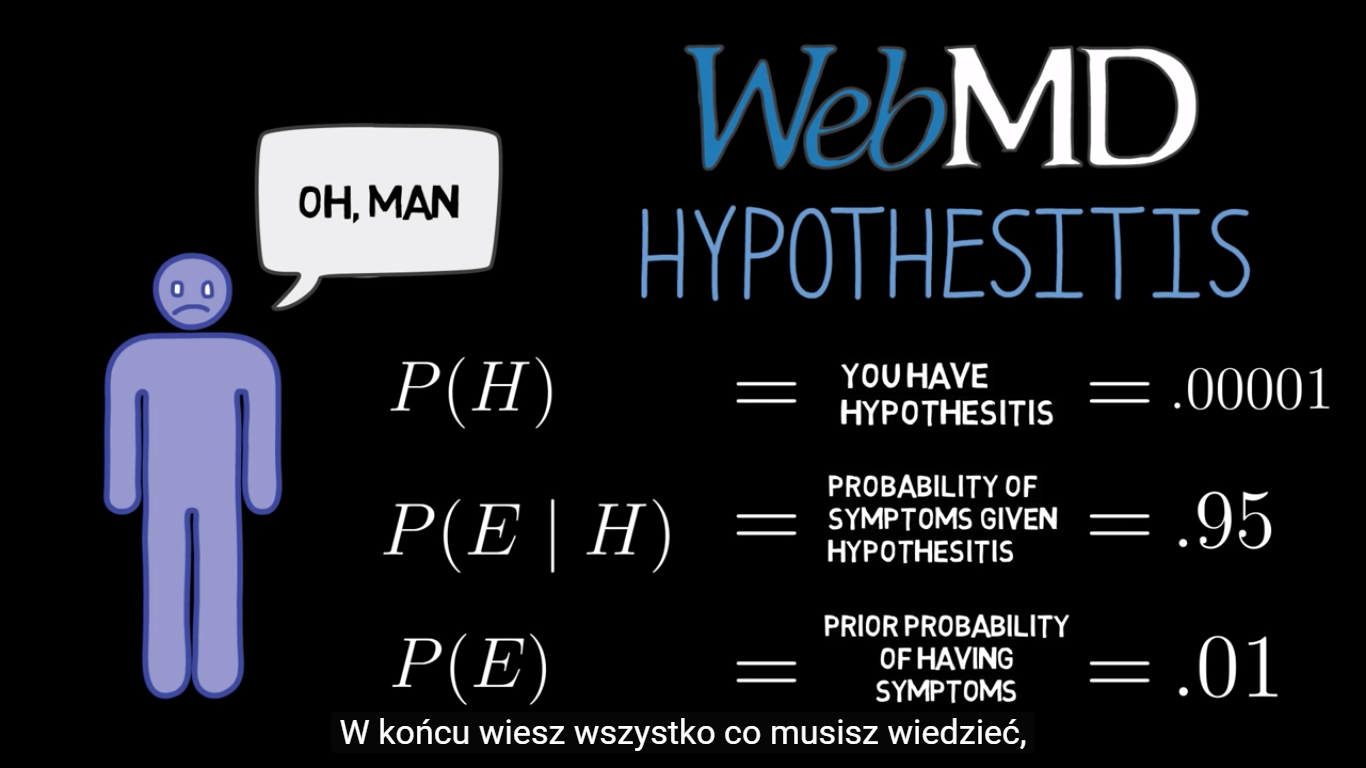 WebMD
HYPOTHESITIS
OH, MAN
P(H) = YOU HAVE HYPOTHESITIS = .00001
P(E | H) = PROBABILITY OF SYMPTOMS GIVEN HYPOTHESITIS = .95
P(E) = PRIOR PROBABILITY OF HAVING SYMPTOMS = .01
W końcu wiesz wszystko co musisz wiedzieć,